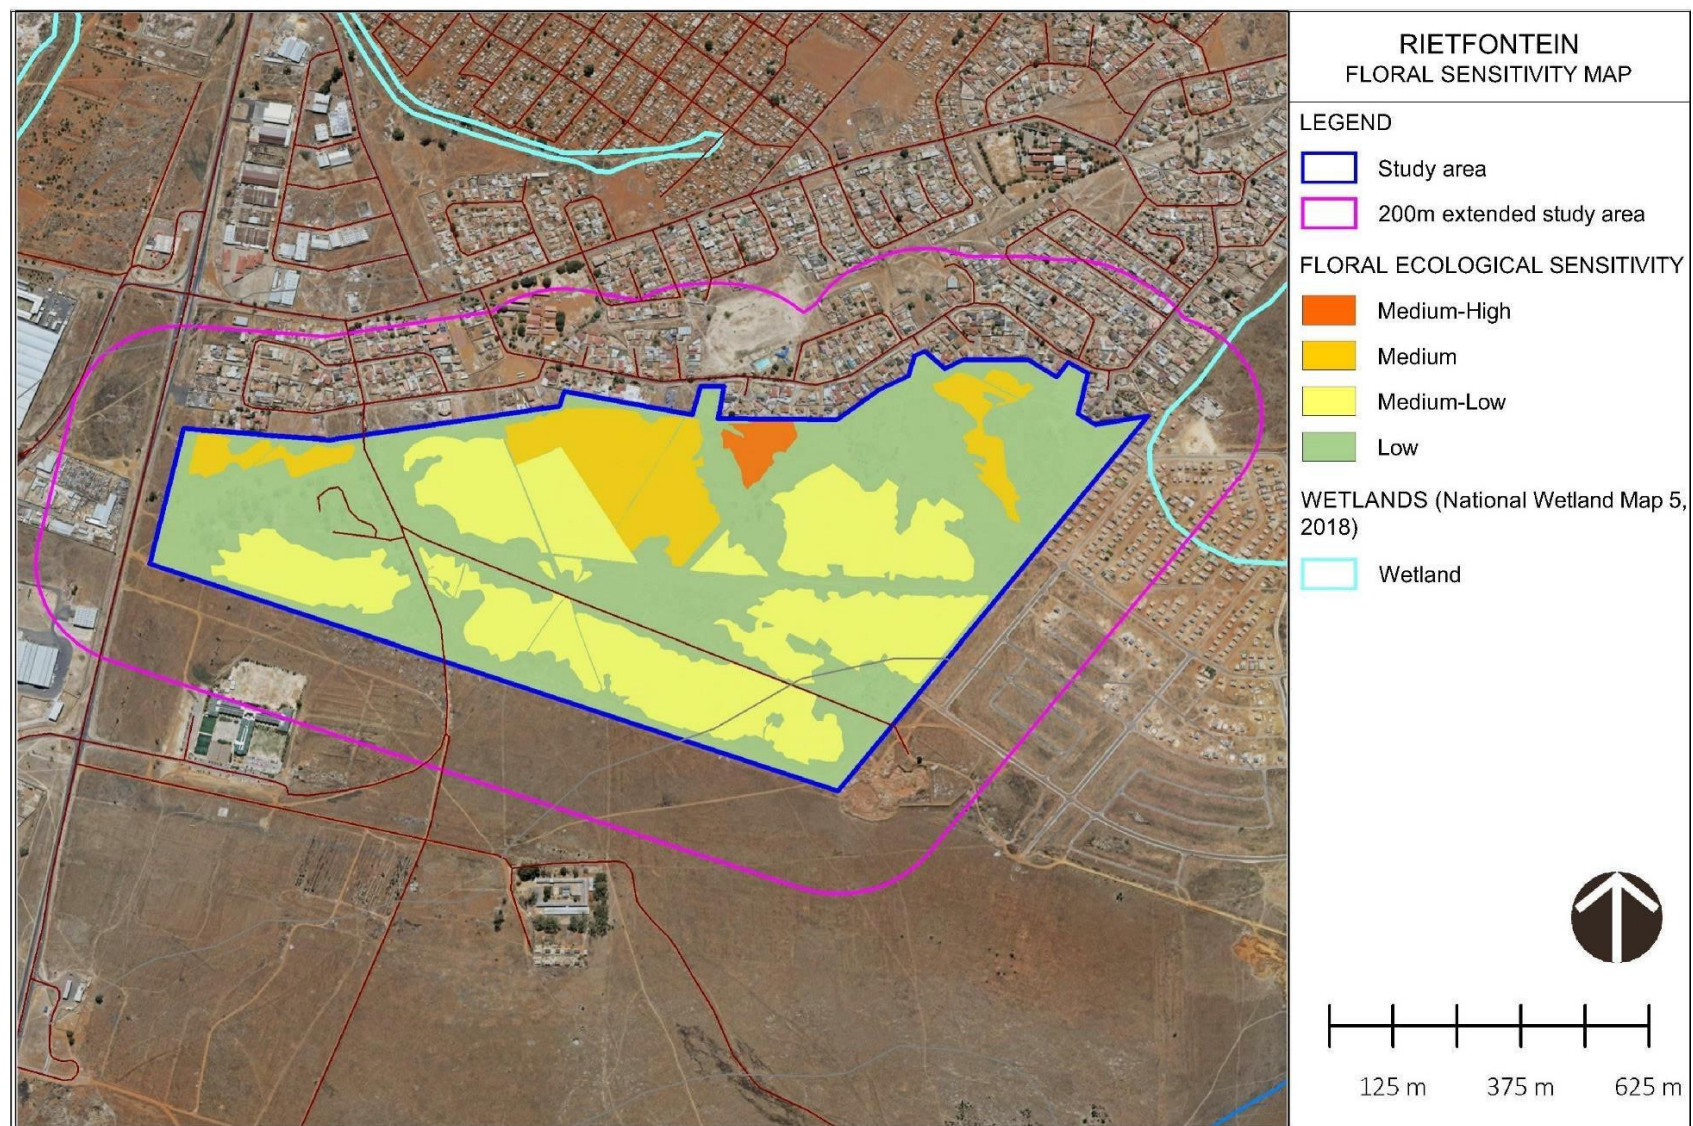 RIETFONTEIN
FLORAL SENSITIVITY MAP
LEGEND
Study area
200m extended study area
FLORAL ECOLOGICAL SENSITIVITY
Medium-High
Medium
Medium-Low
Low
WETLANDS (National Wetland Map 5,
2018)
Wetland
125 m 375 m 625 m